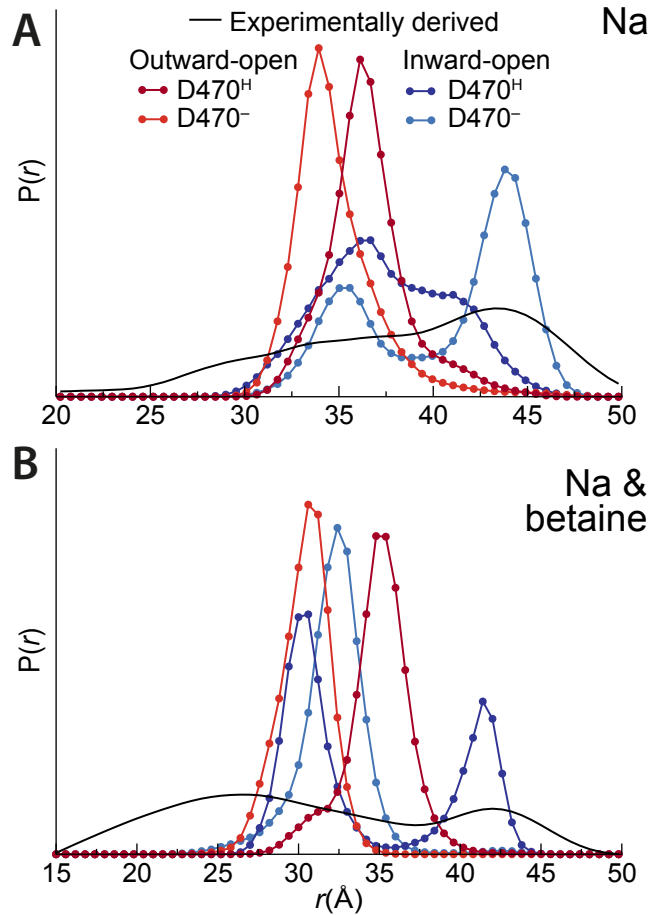 A
Na
— Experimentally derived
Outward-open
Inward-open
D470ᴴ
D470ᴴ
D470⁻
D470⁻
P(r)
20 25 30 35 40 45 50
B
Na &
betaine
P(r)
15 20 25 30 35 40 45 50
r(Å)